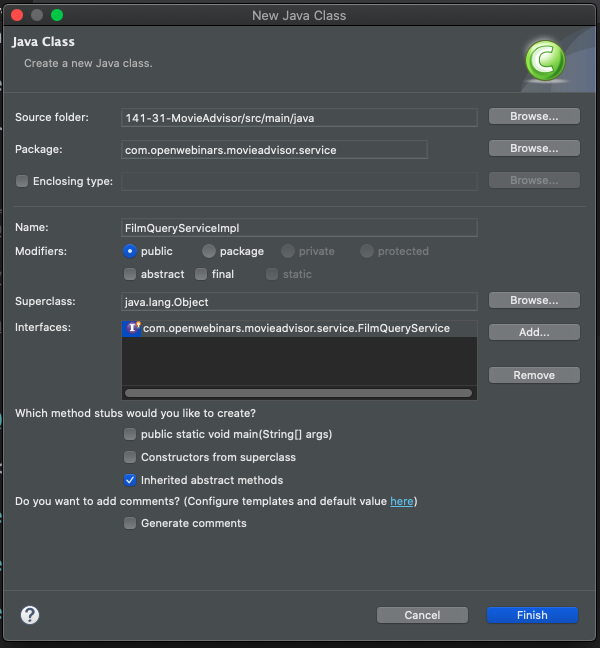 New Java Class
Java Class
Create a new Java class.
C
Source folder: 141-31-MovieAdvisor/src/main/java Browse...
Package: com.openwebinars.movieadvisor.service Browse...
Enclosing type: Browse...
Name: FilmQueryServiceImpl
Modifiers: public package private protected
abstract final static
Superclass: java.lang.Object Browse...
Interfaces: I com.openwebinars.movieadvisor.service.FilmQueryService Add...
Remove
Which method stubs would you like to create?
public static void main(String[] args)
Constructors from superclass
Inherited abstract methods
Do you want to add comments? (Configure templates and default value here)
Generate comments
? Cancel Finish